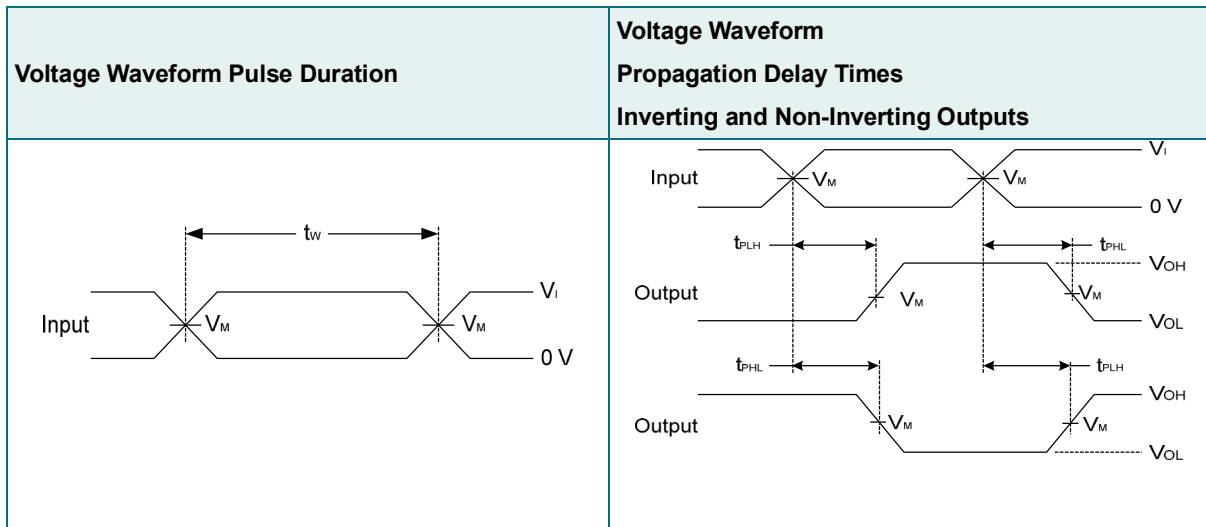 Voltage Waveform Pulse Duration
Voltage Waveform
Propagation Delay Times
Inverting and Non-Inverting Outputs
tW
Input
VM
VM
VI
0 V
Input
VM
VM
VI
0 V
tPLH
tPHL
VOH
Output
VM
VM
VOL
tPHL
tPLH
VOH
Output
VM
VM
VOL